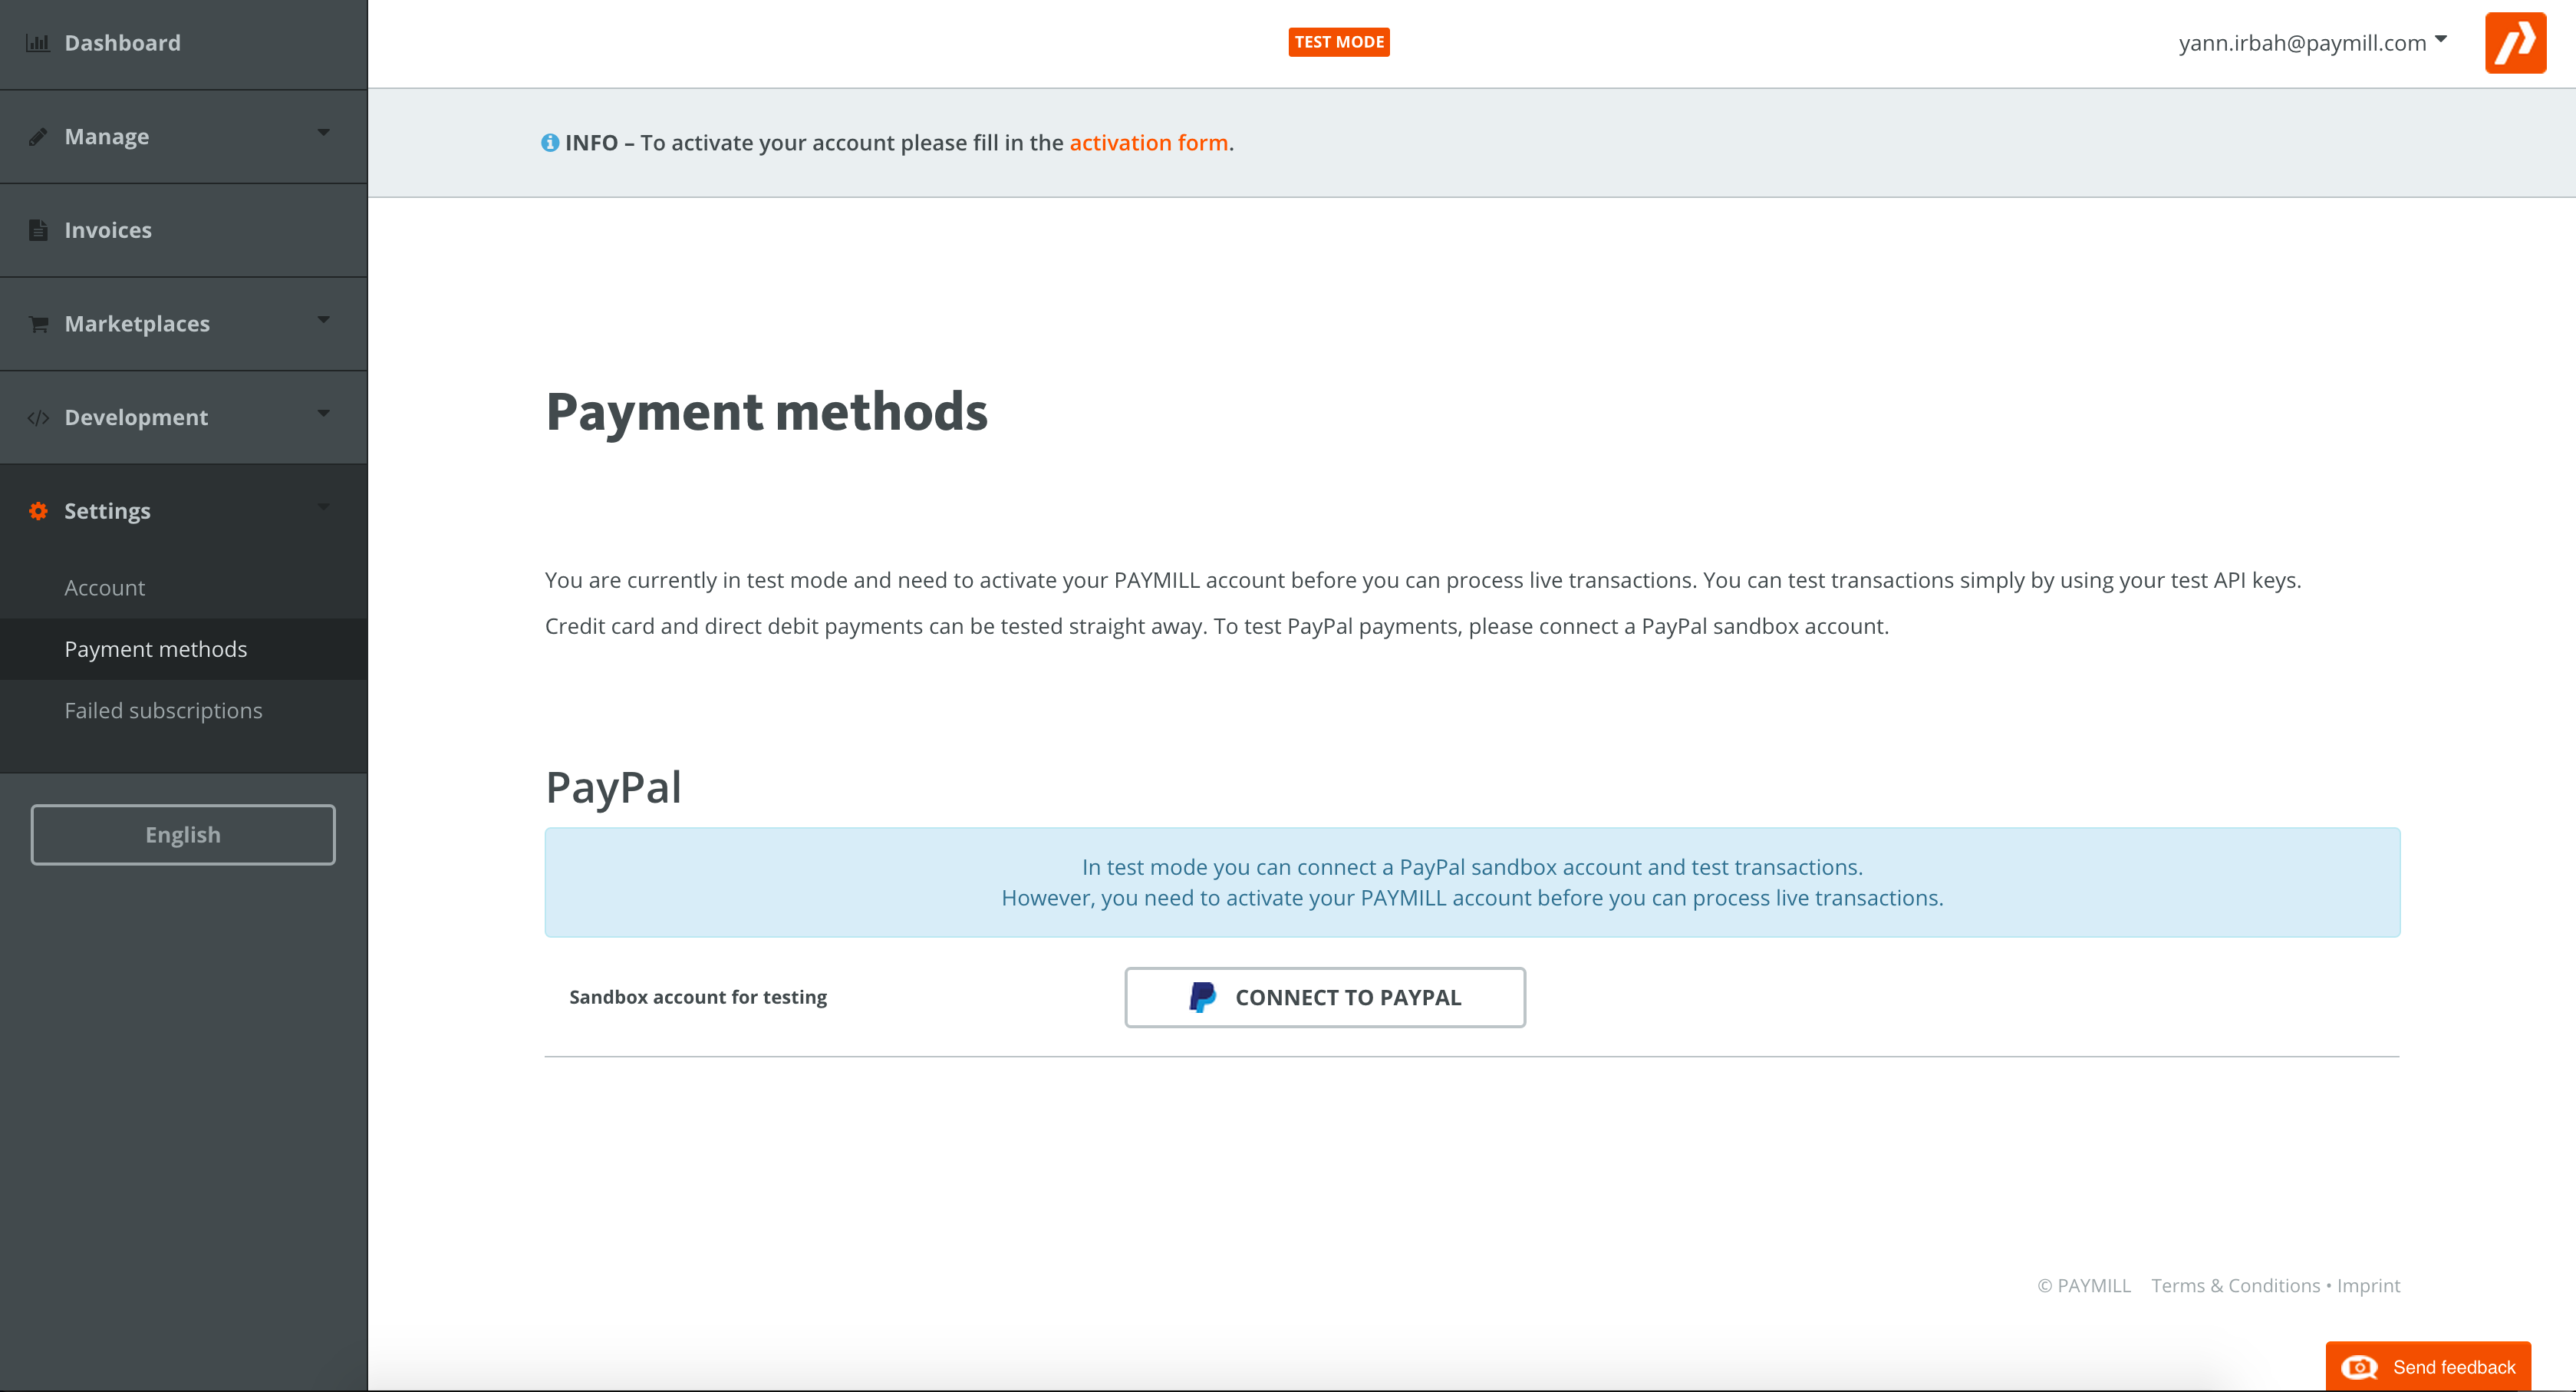 Dashboard
Manage
Invoices
Marketplaces
Development
Settings
Account
Payment methods
Failed subscriptions
English
TEST MODE
yann.irbah@paymill.com
INFO – To activate your account please fill in the activation form.
Payment methods
You are currently in test mode and need to activate your PAYMILL account before you can process live transactions. You can test transactions simply by using your test API keys.
Credit card and direct debit payments can be tested straight away. To test PayPal payments, please connect a PayPal sandbox account.
PayPal
In test mode you can connect a PayPal sandbox account and test transactions.
However, you need to activate your PAYMILL account before you can process live transactions.
Sandbox account for testing
CONNECT TO PAYPAL
© PAYMILL Terms & Conditions • Imprint
Send feedback